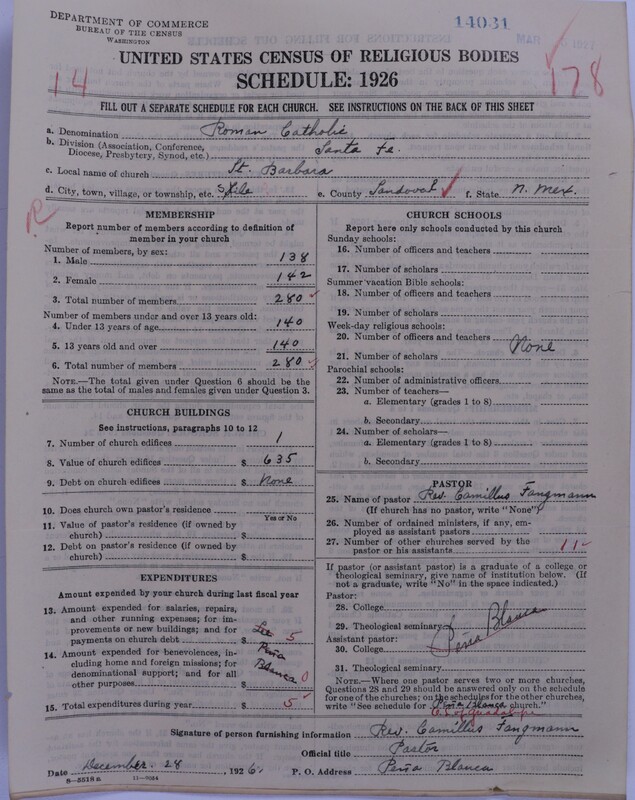 DEPARTMENT OF COMMERCE
BUREAU OF THE CENSUS
WASHINGTON
14031
MAR
UNITED STATES CENSUS OF RELIGIOUS BODIES
SCHEDULE: 1926
14
178
FILL OUT A SEPARATE SCHEDULE FOR EACH CHURCH. SEE INSTRUCTIONS ON THE BACK OF THIS SHEET
a. Denomination Roman Catholic
b. Division (Association, Conference, Diocese, Presbytery, Synod, etc.) Santa Fe.
c. Local name of church St. Barbara
d. City, town, village, or township, etc. Sile e. County Sandoval f. State N. Mex.
R
MEMBERSHIP
Report number of members according to definition of
member in your church
Number of members, by sex:
1. Male 138
2. Female 142
3. Total number of members 280
Number of members under and over 13 years old:
4. Under 13 years of age 140
5. 13 years old and over 140
6. Total number of members 280
NOTE.—The total given under Question 6 should be
same as the total of males and females given under Question 3.
CHURCH BUILDINGS
See instructions, paragraphs 10 to 12
7. Number of church edifices 1
8. Value of church edifices $ 635
9. Debt on church edifices $ None
10. Does church own pastor's residence
Yes or No
11. Value of pastor's residence (if owned by
church) $
12. Debt on pastor's residence (if owned by
church) $
EXPENDITURES
Amount expended by your church during last fiscal year
13. Amount expended for salaries, repairs,
and other running expenses; for im-
provements or new buildings; and for
payments on church debt $ 5
14. Amount expended for benevolences, in-
cluding home and foreign missions; for
denominational support; and for all
other purposes $ 0
Peña
Blanca
15. Total expenditures during year $ 5
CHURCH SCHOOLS
Report here only schools conducted by this church
Sunday schools:
16. Number of officers and teachers
17. Number of scholars
Summer vacation Bible schools:
18. Number of officers and teachers
19. Number of scholars
Week-day religious schools:
20. Number of officers and teachers
None
21. Number of scholars
Parochial schools:
22. Number of administrative officers
23. Number of teachers—
a. Elementary (grades 1 to 8)
b. Secondary
24. Number of scholars—
a. Elementary (grades 1 to 8)
b. Secondary
PASTOR
25. Name of pastor Rev. Camillus Fangmann
(If church has no pastor, write "None")
26. Number of ordained ministers, if any, em-
ployed as assistant pastors
27. Number of other churches served by the
pastor or his assistants 11
If pastor (or assistant pastor) is a graduate of a college or
theological seminary, give name of institution below. (If
not a graduate, write "No" in the space indicated.)
Pastor:
28. College
29. Theological seminary
Peña Blanca
Assistant pastor:
30. College
31. Theological seminary
NOTE.—Where one pastor serves two or more churches,
Questions 28 and 29 should be answered only on the schedule
for one of the churches; on the schedules for the other churches,
write "See schedule for Peña Blanca church."
of Guadalupe
Signature of person furnishing information Rev. Camillus Fangmann
Official title Pastor
Date December 28 1926. P. O. Address Peña Blanca
8—5518 a 11—9034